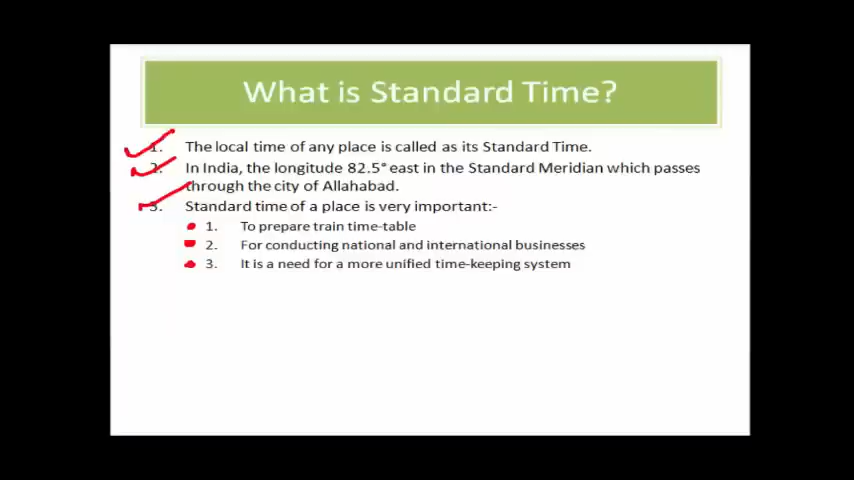 What is Standard Time?
1. The local time of any place is called as its Standard Time.
2. In India, the longitude 82.5° east in the Standard Meridian which passes
through the city of Allahabad.
3. Standard time of a place is very important:-
1. To prepare train time-table
2. For conducting national and international businesses
3. It is a need for a more unified time-keeping system